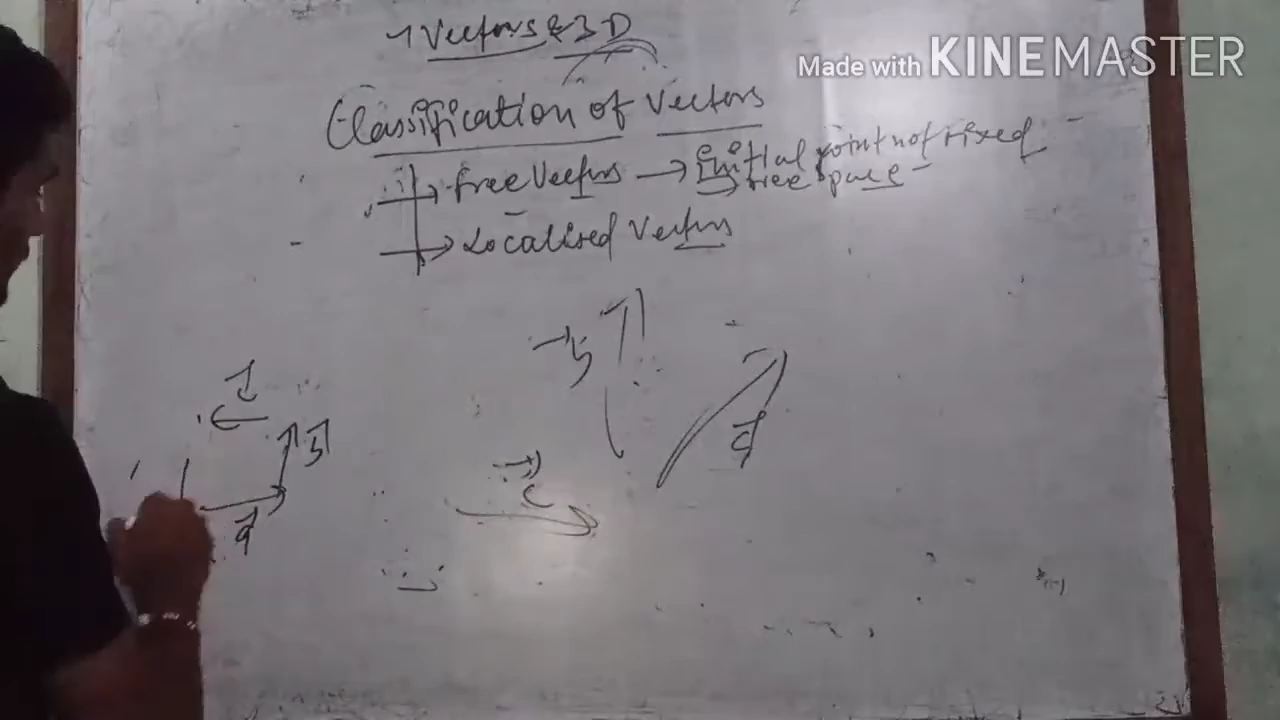 Vectors & 3D
Made with KINEMASTER
Classification of Vectors
→ free Vectors → Initial point not fixed
→ free space
→ Localised Vectors
b
a
c
c
b
a